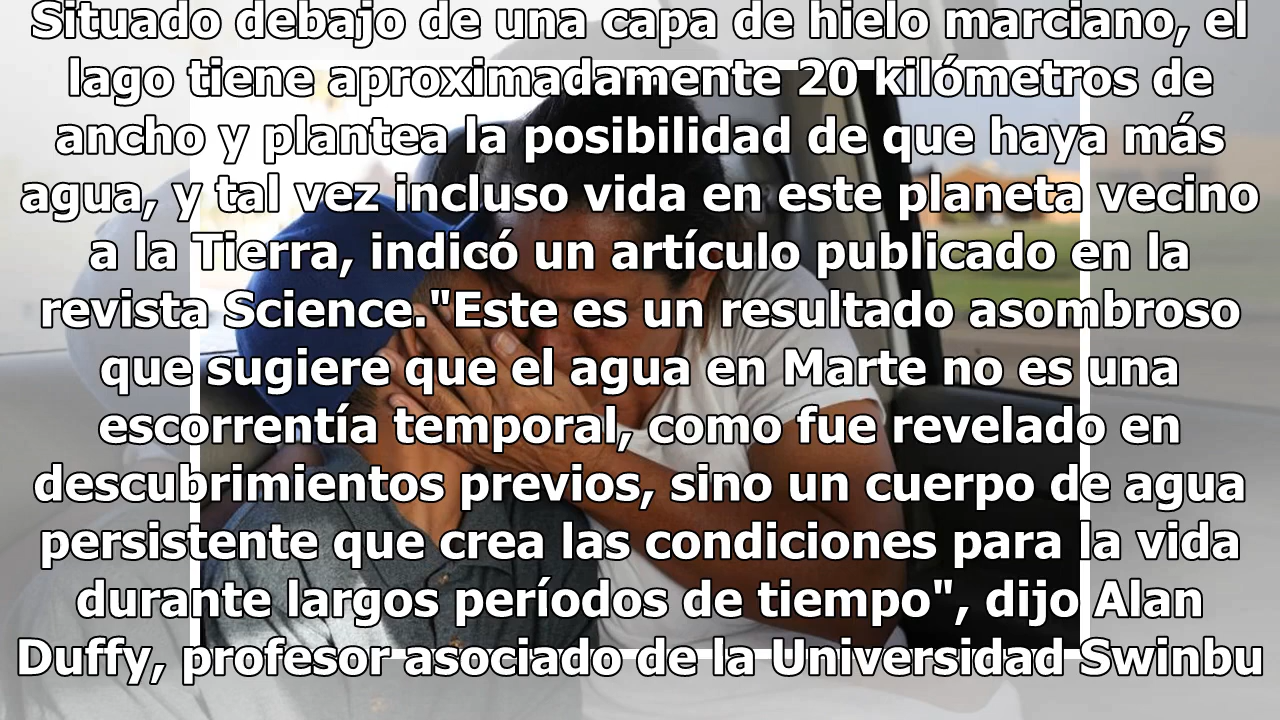 Situado debajo de una capa de hielo marciano, el
lago tiene aproximadamente 20 kilómetros de
ancho y plantea la posibilidad de que haya más
agua, y tal vez incluso vida en este planeta vecino
a la Tierra, indicó un artículo publicado en la
revista Science."Este es un resultado asombroso
que sugiere que el agua en Marte no es una
escorrentía temporal, como fue revelado en
descubrimientos previos, sino un cuerpo de agua
persistente que crea las condiciones para la vida
durante largos períodos de tiempo", dijo Alan
Duffy, profesor asociado de la Universidad Swinbu